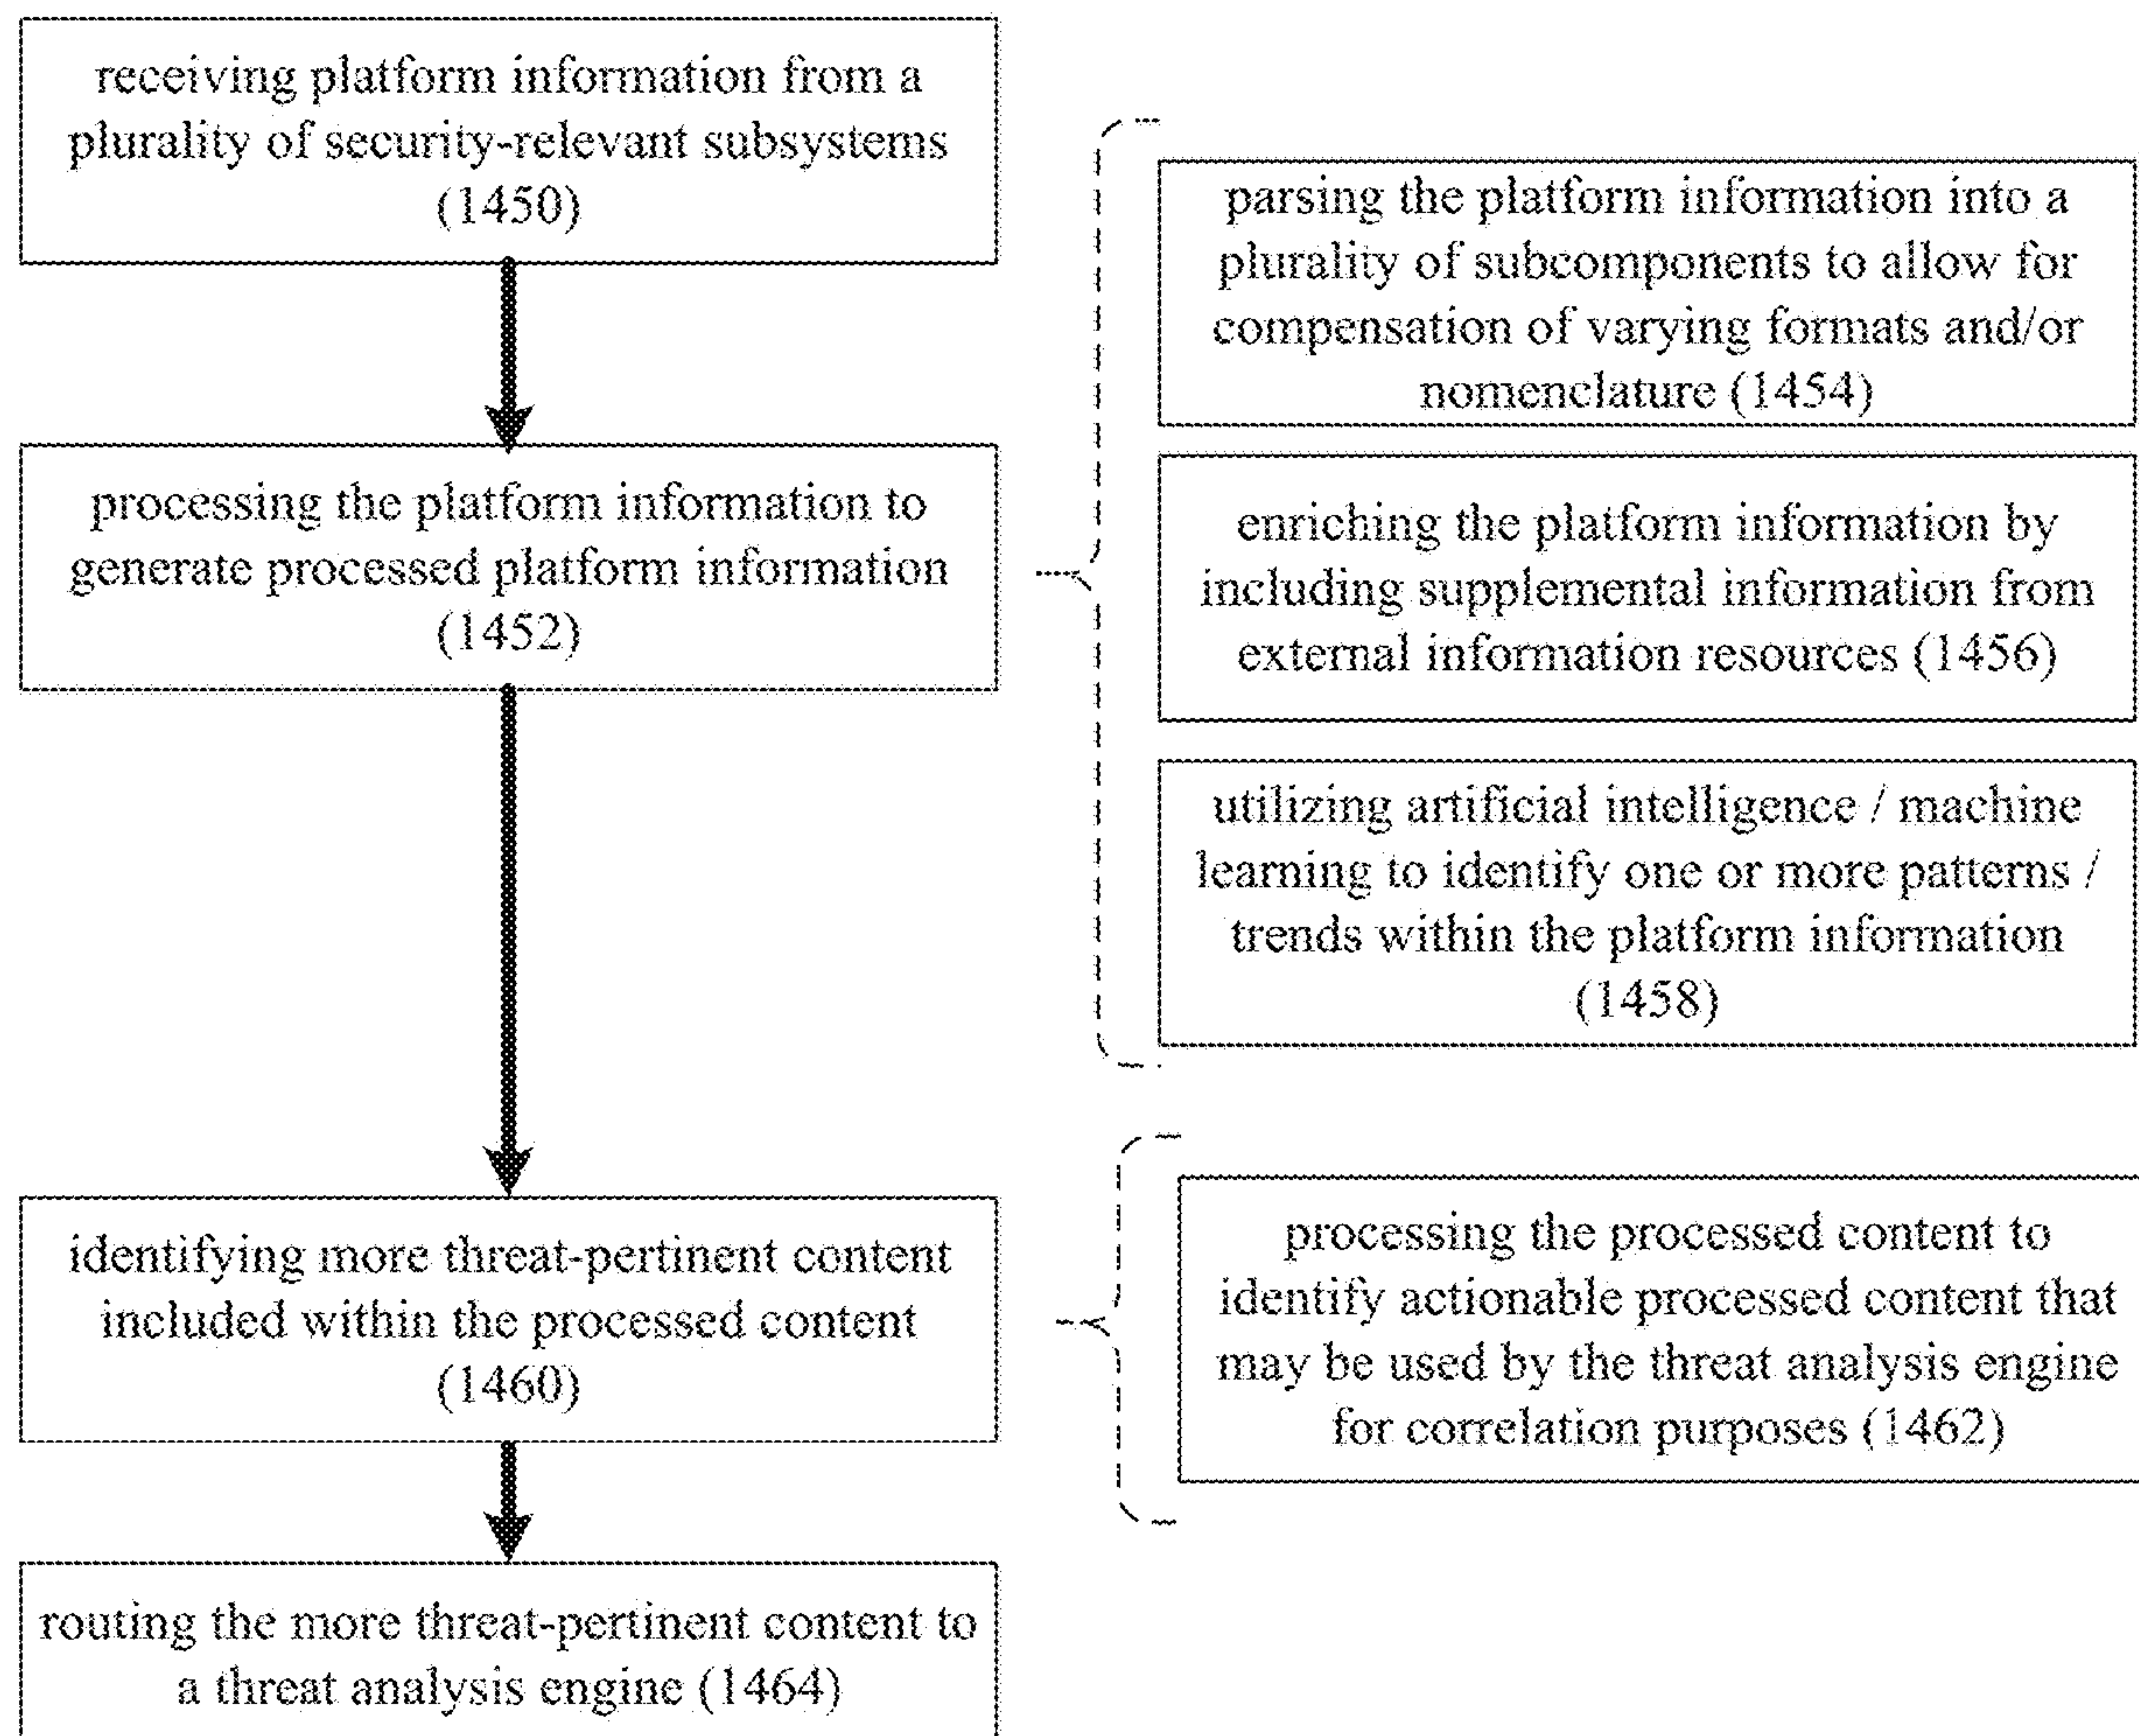 receiving platform information from a
plurality of security-relevant subsystems
(1450)
parsing the platform information into a
plurality of subcomponents to allow for
compensation of varying formats and/or
nomenclature (1454)
processing the platform information to
generate processed platform information
(1452)
enriching the platform information by
including supplemental information from
external information resources (1456)
utilizing artificial intelligence / machine
learning to identify one or more patterns /
trends within the platform information
(1458)
identifying more threat-pertinent content
included within the processed content
(1460)
processing the processed content to
identify actionable processed content that
may be used by the threat analysis engine
for correlation purposes (1462)
routing the more threat-pertinent content to
a threat analysis engine (1464)